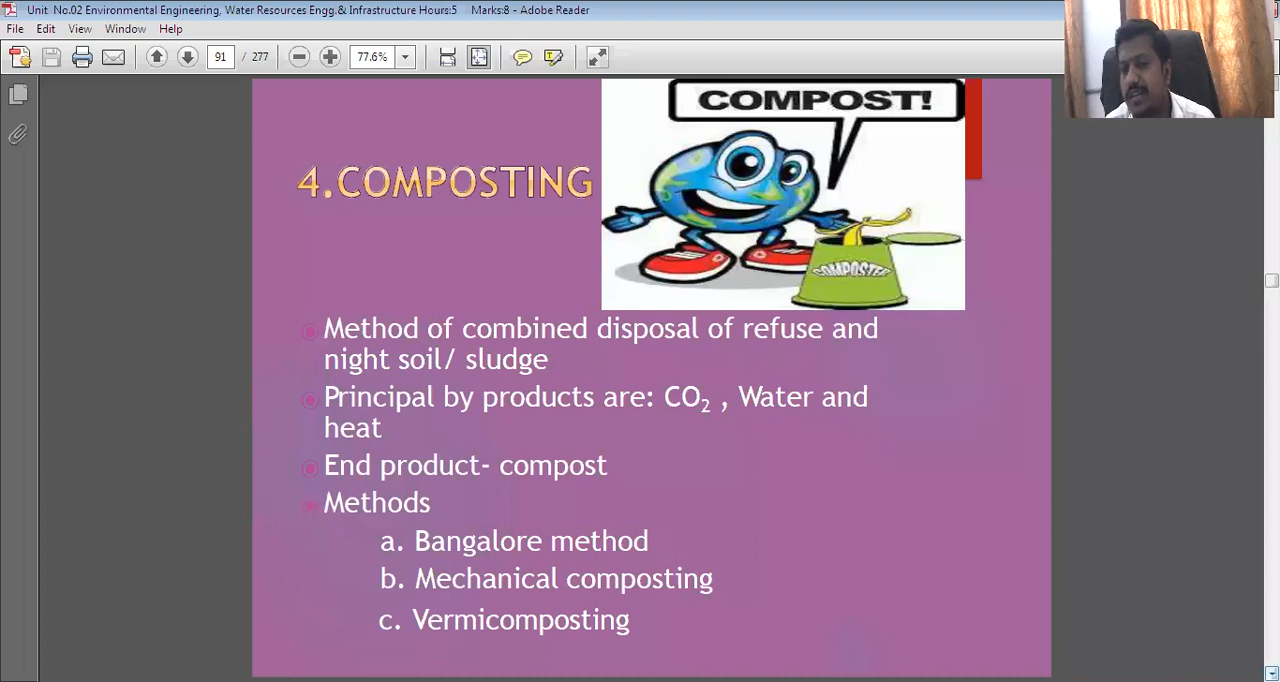 Unit No.02 Environmental Engineering, Water Resources Engg.& Infrastructure Hours:5 Marks:8 - Adobe Reader
File Edit View Window Help
91 / 277 77.6%
COMPOST!
4.COMPOSTING
COMPOSTER
Method of combined disposal of refuse and
night soil/ sludge
Principal by products are: CO₂ , Water and
heat
End product- compost
Methods
a. Bangalore method
b. Mechanical composting
c. Vermicomposting